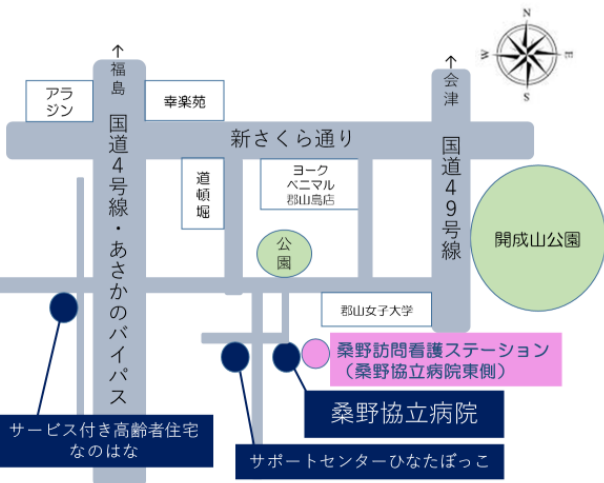 N
W
E
S
↑
福島
↑
会津
アラ
ジン
幸楽苑
新さくら通り
国道4号線・あさかのバイパス
国道49号線
道頓堀
ヨーク
ベニマル
郡山島店
公園
開成山公園
郡山女子大学
桑野訪問看護ステーション
（桑野協立病院東側）
桑野協立病院
サービス付き高齢者住宅
なのはな
サポートセンターひなたぼっこ